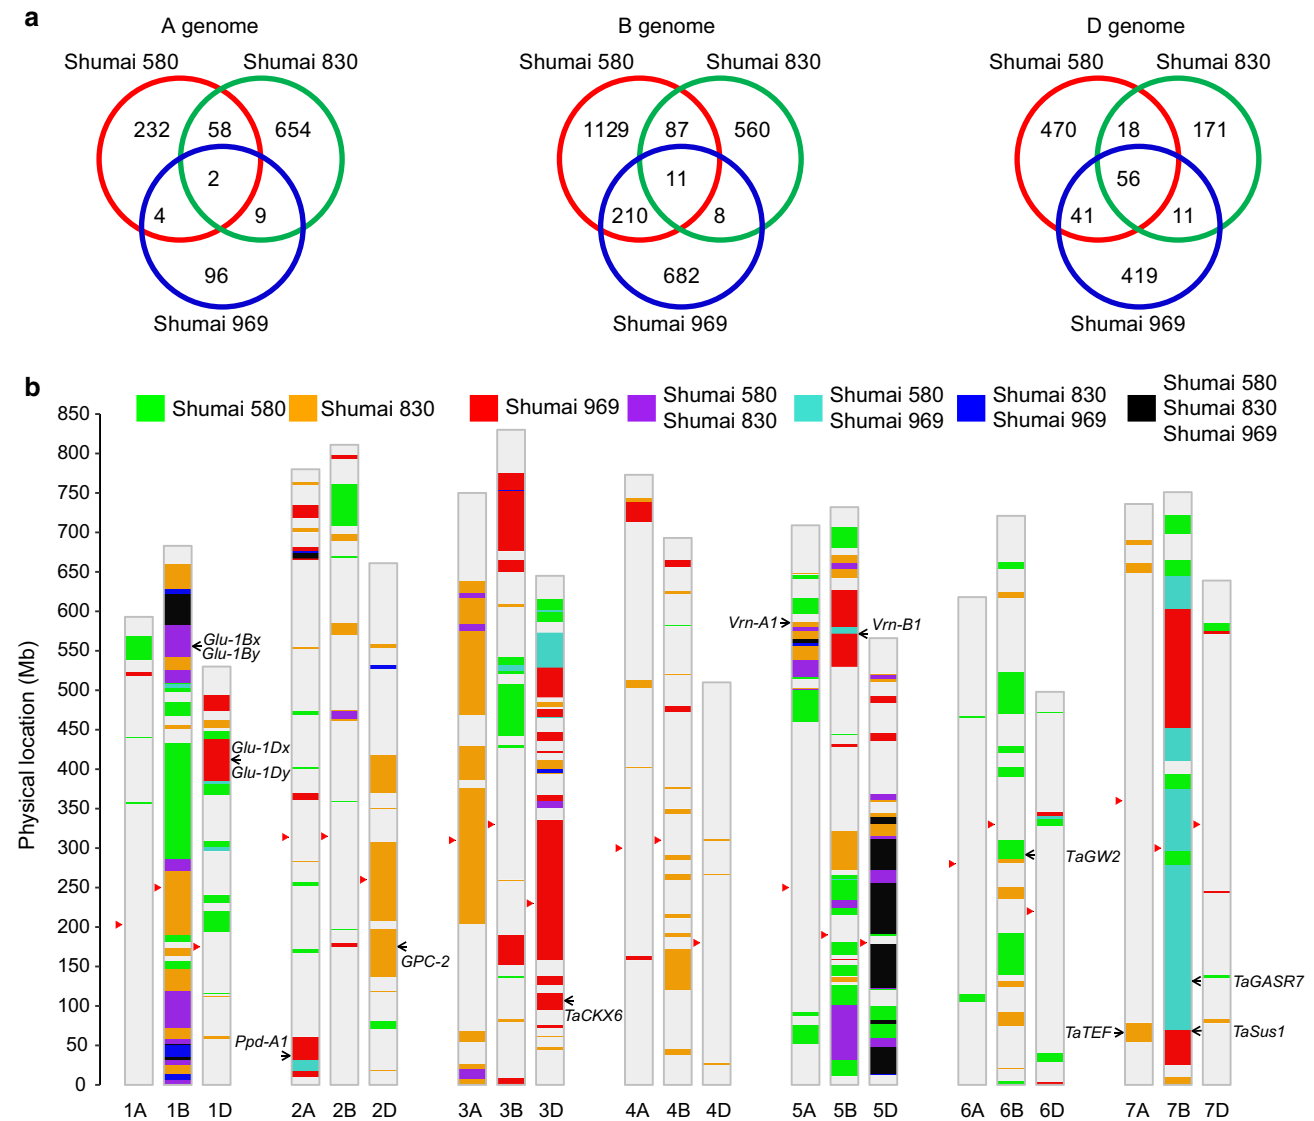 a
A genome
B genome
D genome
Shumai 580
Shumai 830
Shumai 580
Shumai 830
Shumai 580
Shumai 830
232
58
654
2
4
9
96
1129
87
560
11
210
8
682
470
18
171
56
41
11
419
Shumai 969
Shumai 969
Shumai 969
b
Shumai 580
Shumai 830
Shumai 969
Shumai 580
Shumai 830
Shumai 580
Shumai 969
Shumai 830
Shumai 969
Shumai 580
Shumai 830
Shumai 969
Physical location (Mb)
850
800
750
700
650
600
550
500
450
400
350
300
250
200
150
100
50
0
Glu-1Bx
Glu-1By
Glu-1Dx
Glu-1Dy
Ppd-A1
GPC-2
TaCKX6
Vrn-A1
Vrn-B1
TaGW2
TaTEF
TaGASR7
TaSus1
1A
1B
1D
2A
2B
2D
3A
3B
3D
4A
4B
4D
5A
5B
5D
6A
6B
6D
7A
7B
7D